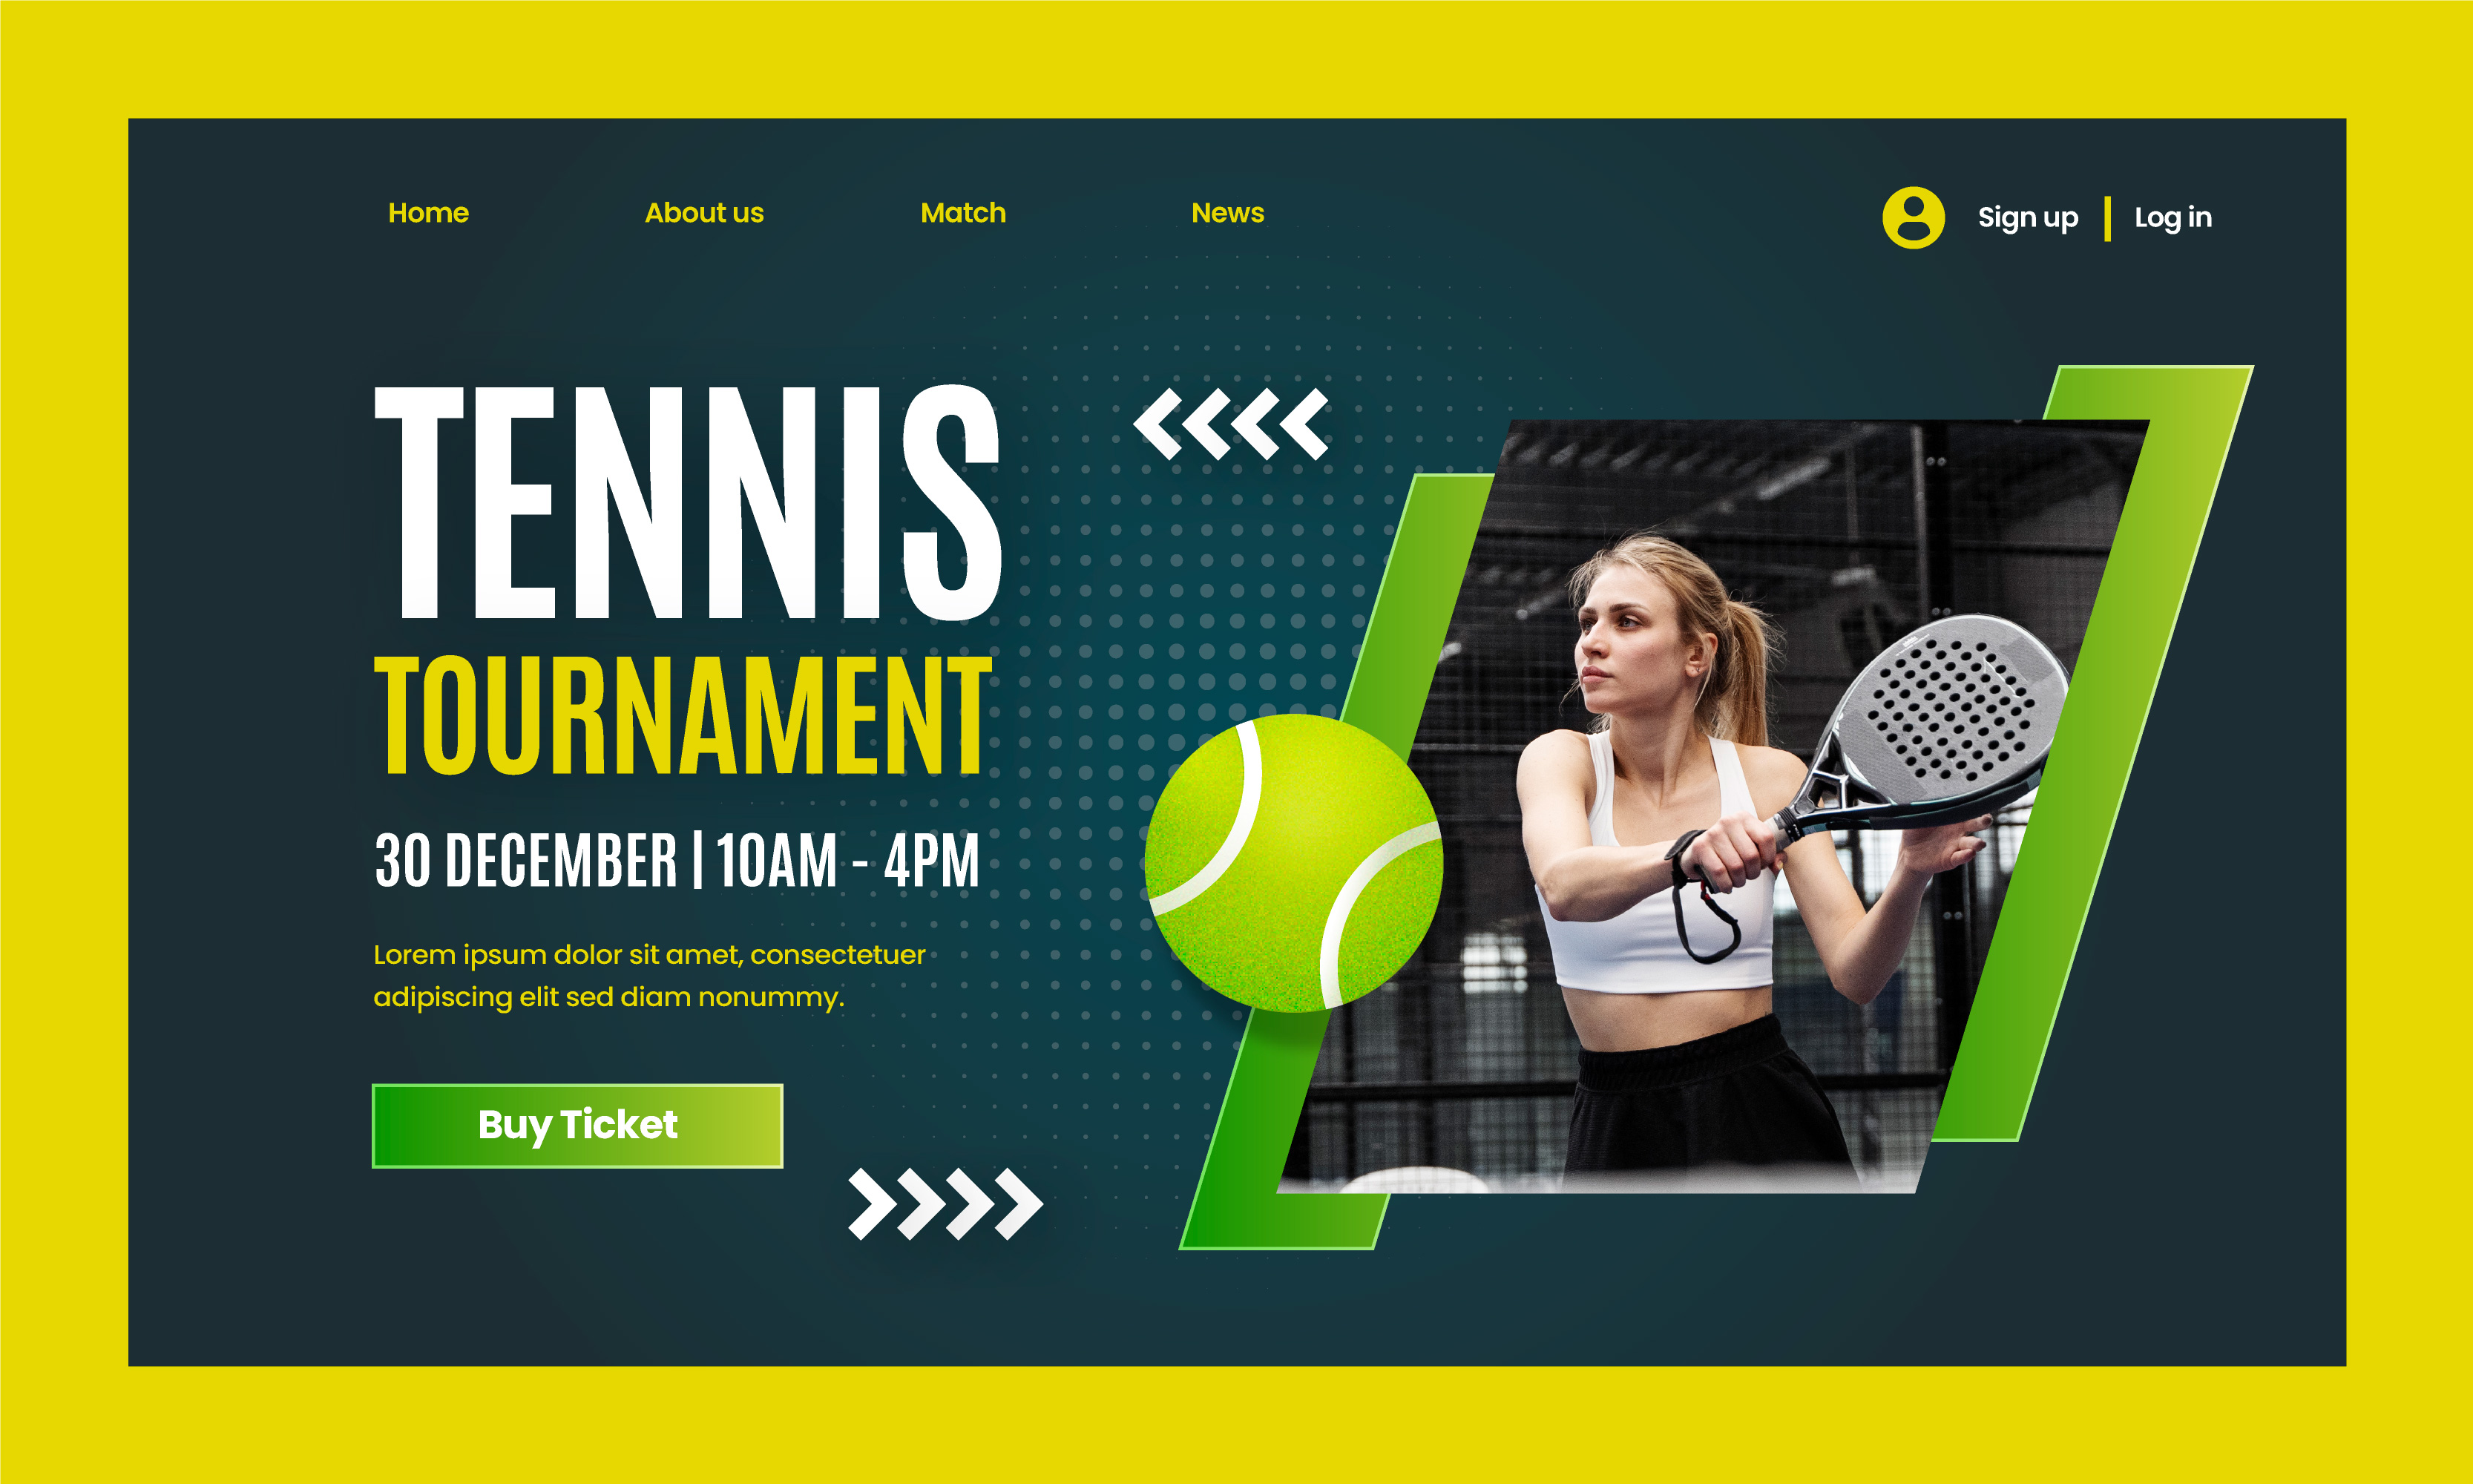 Home About us Match News Sign up | Log in
TENNIS
TOURNAMENT
30 DECEMBER | 10AM - 4PM
Lorem ipsum dolor sit amet, consectetuer
adipiscing elit sed diam nonummy.
Buy Ticket